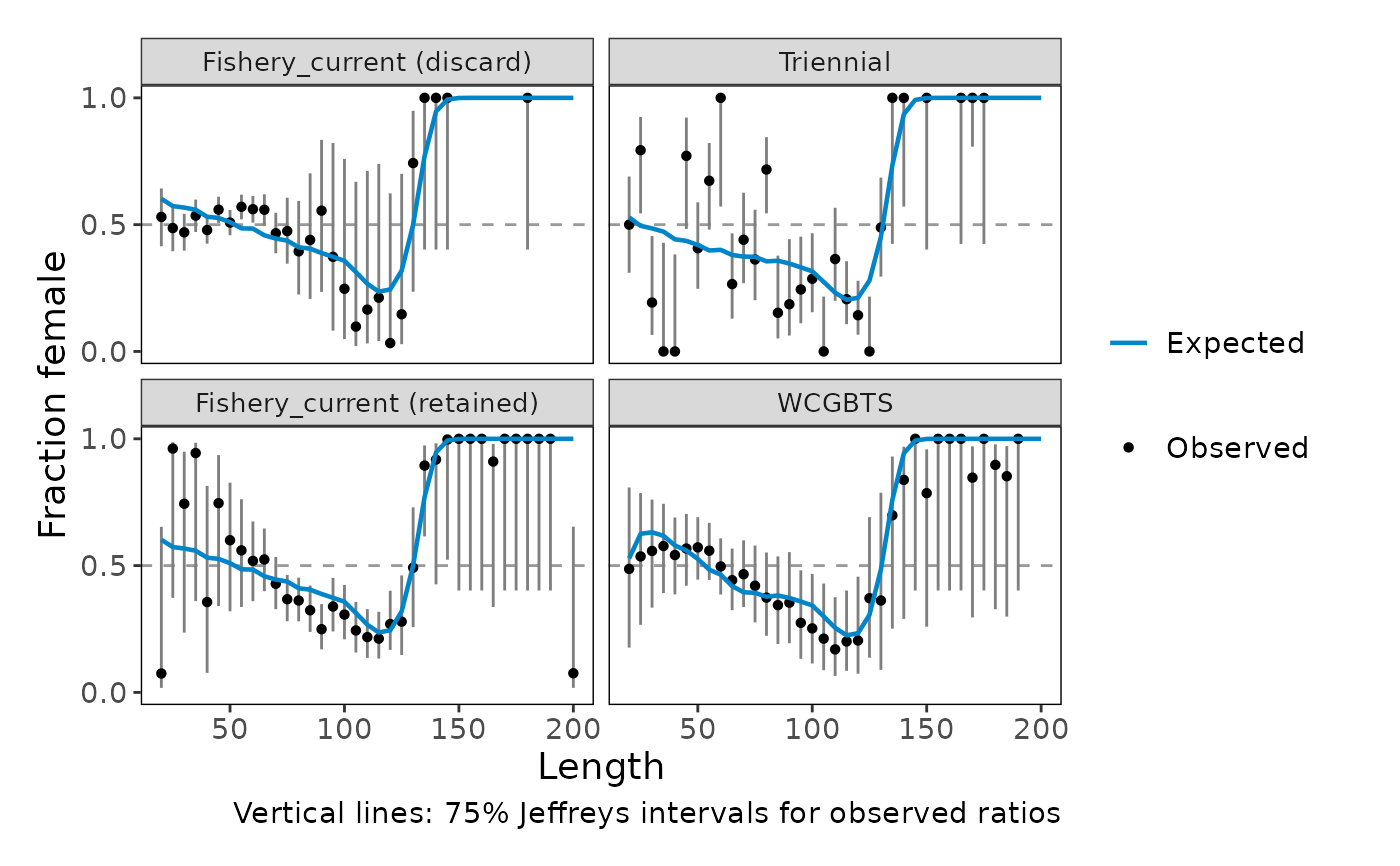 Fishery_current (discard)
Triennial
1.0
0.5
0.0
Fishery_current (retained)
WCGBTS
1.0
0.5
0.0
50
100
150
200
50
100
150
200
Fraction female
Length
Vertical lines: 75% Jeffreys intervals for observed ratios
Expected
Observed